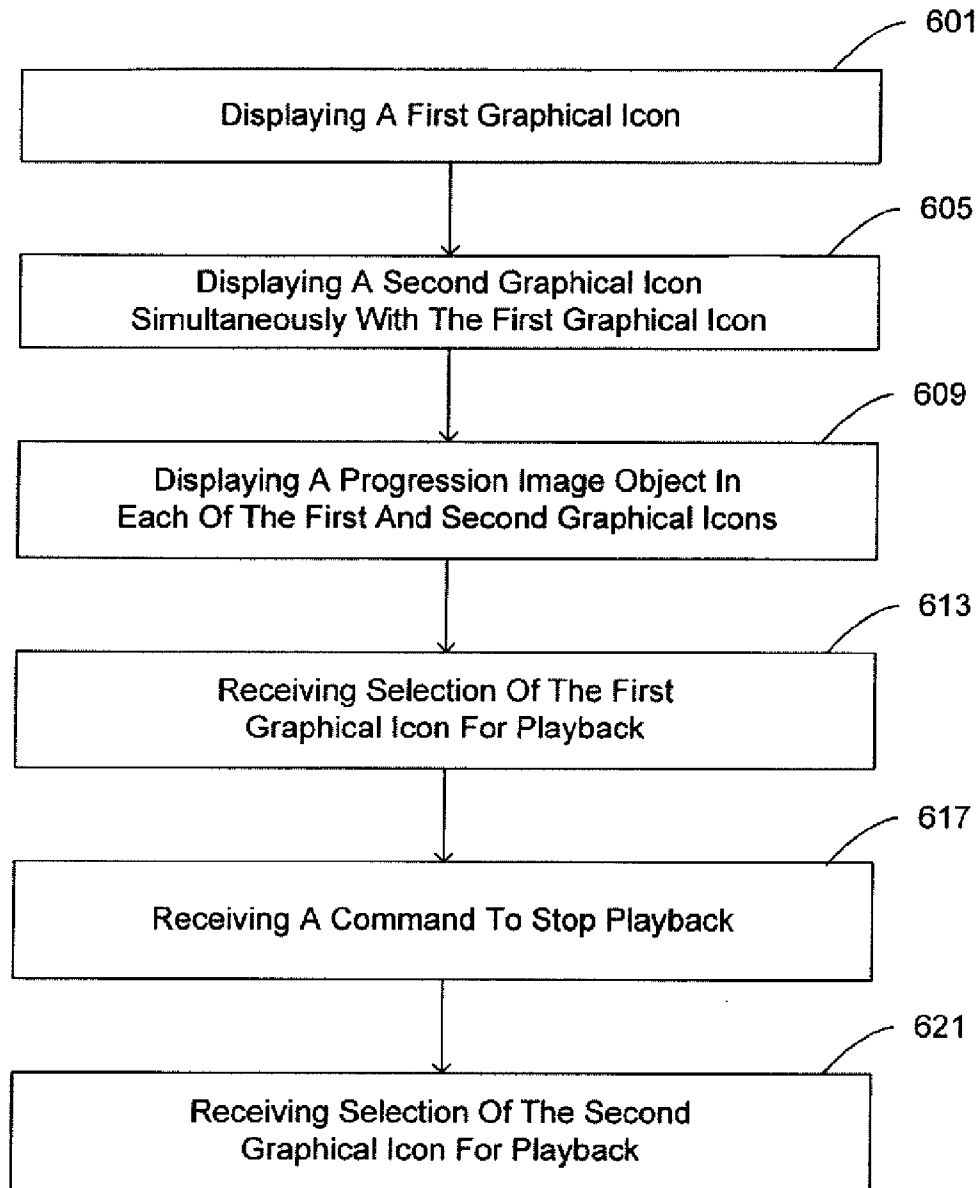 601
Displaying A First Graphical Icon
605
Displaying A Second Graphical Icon
Simultaneously With The First Graphical Icon
609
Displaying A Progression Image Object In
Each Of The First And Second Graphical Icons
613
Receiving Selection Of The First
Graphical Icon For Playback
617
Receiving A Command To Stop Playback
621
Receiving Selection Of The Second
Graphical Icon For Playback